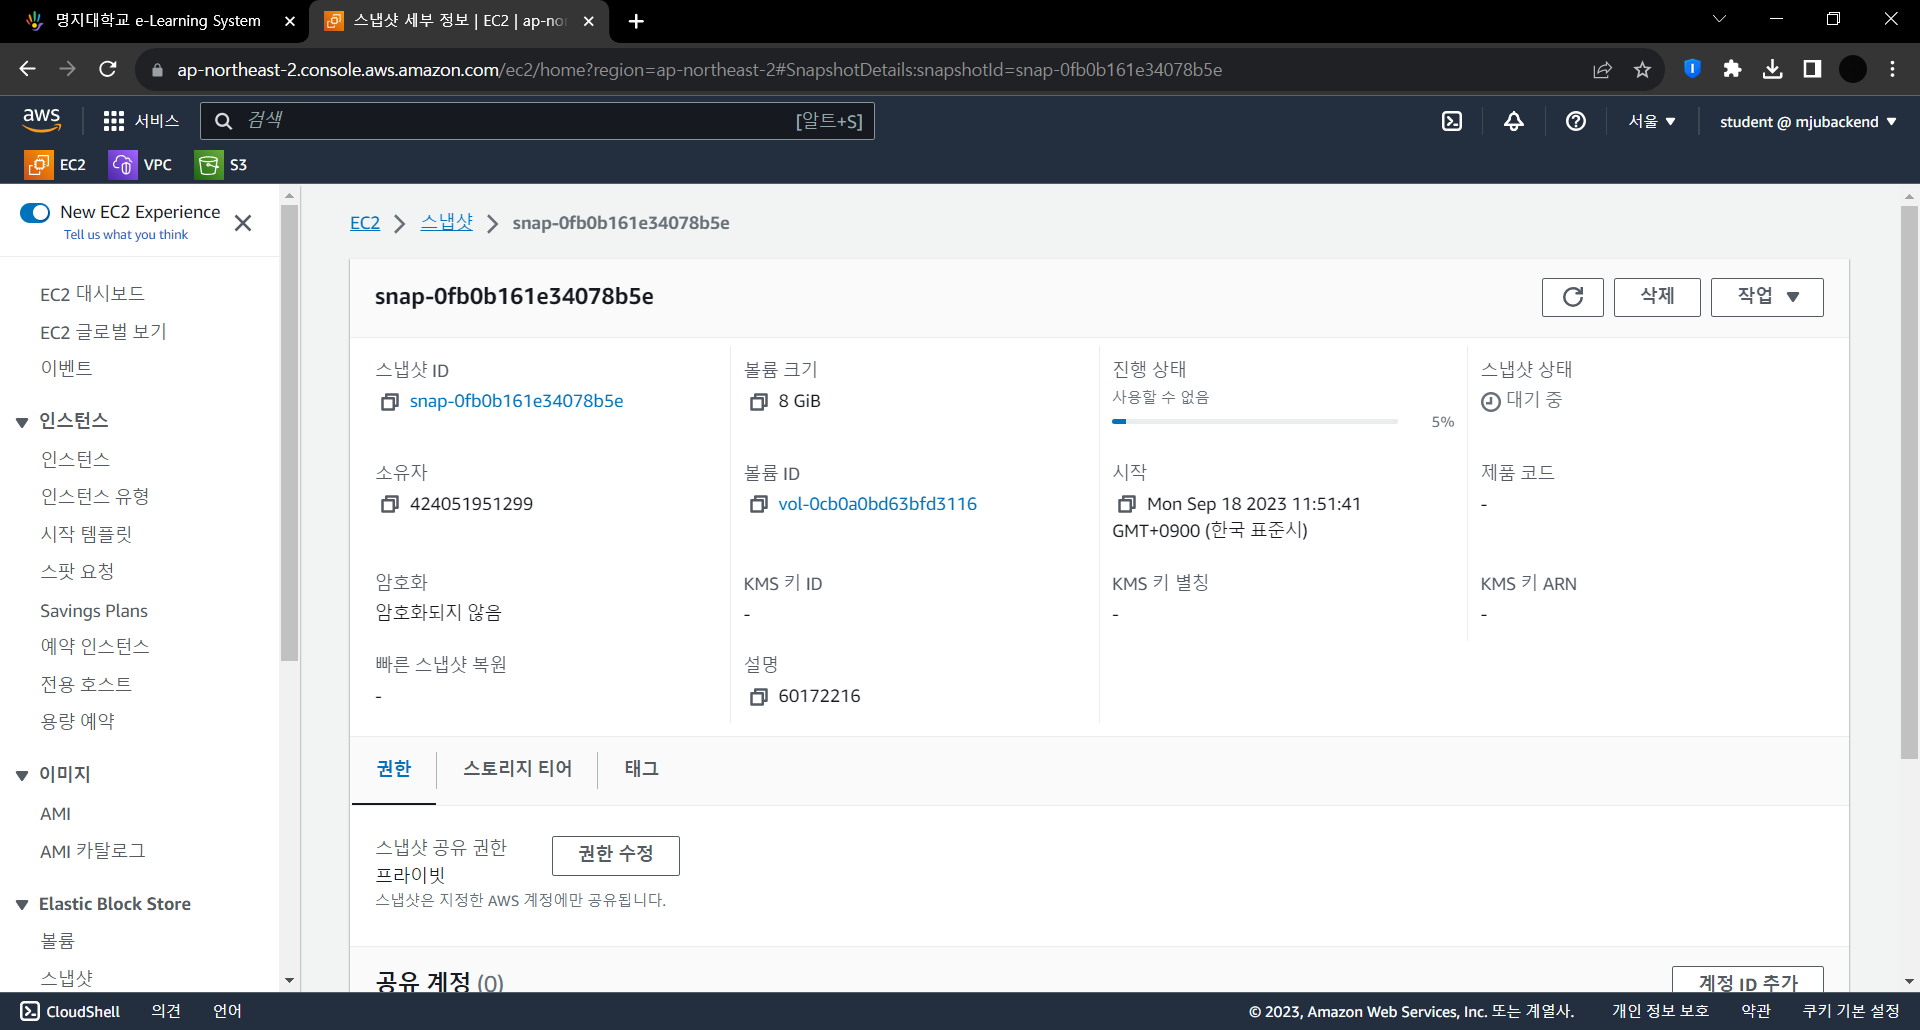 명지대학교 e-Learning System
스냅샷 세부 정보 | EC2 | ap-no
ap-northeast-2.console.aws.amazon.com/ec2/home?region=ap-northeast-2#SnapshotDetails:snapshotId=snap-0fb0b161e34078b5e
aws
서비스
검색
[알트+S]
서울
student @ mjubackend
EC2
VPC
S3
New EC2 Experience
Tell us what you think
EC2 대시보드
EC2 글로벌 보기
이벤트
인스턴스
인스턴스
인스턴스 유형
시작 템플릿
스팟 요청
Savings Plans
예약 인스턴스
전용 호스트
용량 예약
이미지
AMI
AMI 카탈로그
Elastic Block Store
볼륨
스냅샷
EC2
스냅샷
snap-0fb0b161e34078b5e
snap-0fb0b161e34078b5e
삭제
작업
스냅샷 ID
snap-0fb0b161e34078b5e
볼륨 크기
8 GiB
진행 상태
사용할 수 없음
5%
스냅샷 상태
대기 중
소유자
424051951299
볼륨 ID
vol-0cb0a0bd63bfd3116
시작
Mon Sep 18 2023 11:51:41
GMT+0900 (한국 표준시)
제품 코드
-
암호화
암호화되지 않음
KMS 키 ID
-
KMS 키 별칭
-
KMS 키 ARN
-
빠른 스냅샷 복원
-
설명
60172216
권한
스토리지 티어
태그
스냅샷 공유 권한
프라이빗
스냅샷은 지정한 AWS 계정에만 공유됩니다.
권한 수정
공유 계정 (0)
계정 ID 추가
CloudShell
의견
언어
© 2023, Amazon Web Services, Inc. 또는 계열사.
개인 정보 보호
약관
쿠키 기본 설정